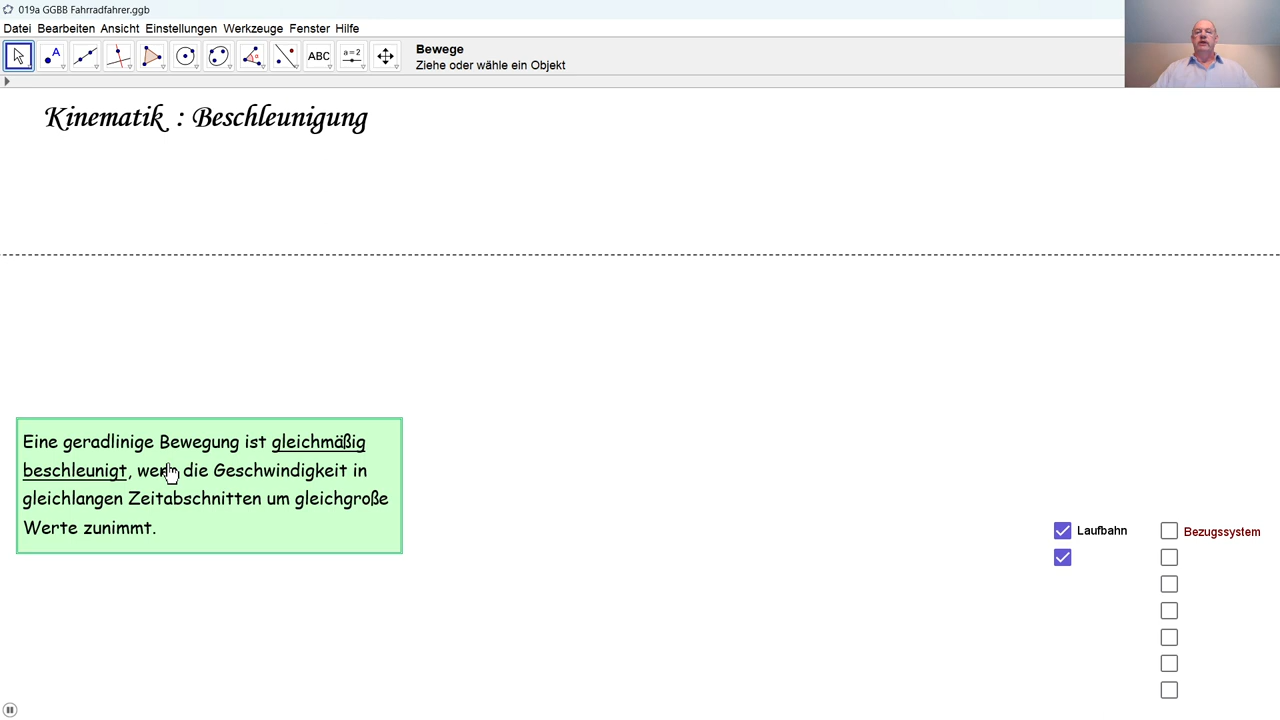 019a GGBB Fahrradfahrer.ggb
Datei Bearbeiten Ansicht Einstellungen Werkzeuge Fenster Hilfe
A
ABC
a=2
Bewege
Ziehe oder wähle ein Objekt
Kinematik : Beschleunigung
Eine geradlinige Bewegung ist gleichmäßig
beschleunigt, wenn die Geschwindigkeit in
gleichlangen Zeitabschnitten um gleichgroße
Werte zunimmt.
Laufbahn
Bezugssystem